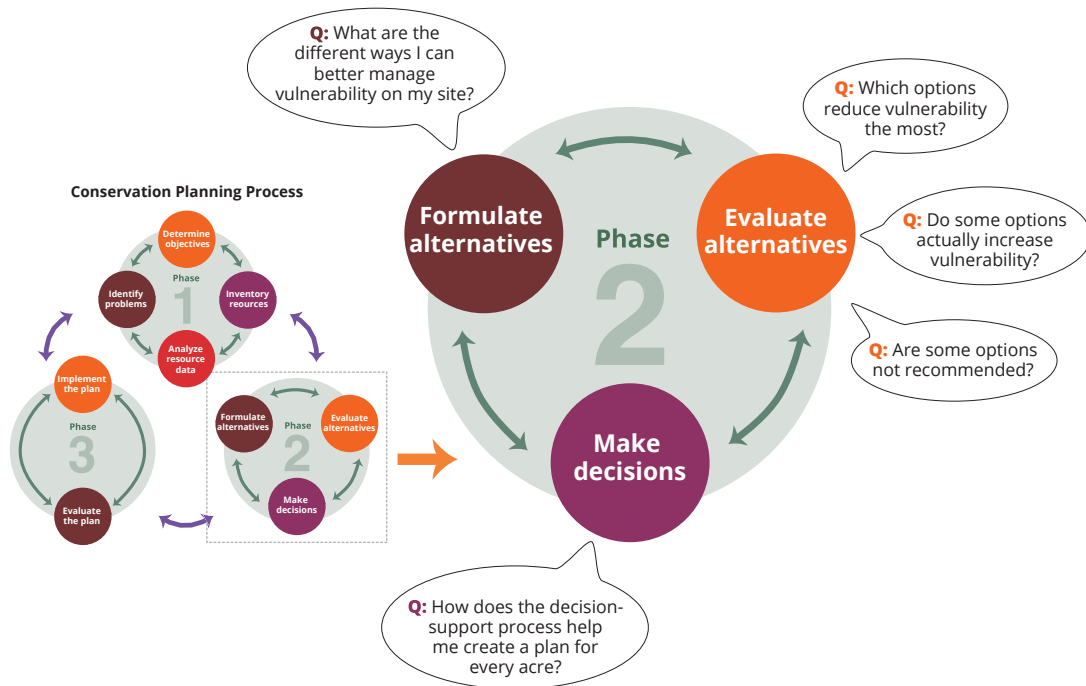 Q: What are the
different ways I can
better manage
vulnerability on my site?
Q: Which options
reduce vulnerability
the most?
Formulate
alternatives
Evaluate
alternatives
Phase
2
Q: Do some options
actually increase
vulnerability?
Q: Are some options
not recommended?
Make
decisions
Q: How does the decision-
support process help
me create a plan for
every acre?
Conservation Planning Process
Determine
objectives
Phase
1
Identify
problems
Inventory
reources
Analyze
resource
data
Implement
the plan
Phase
3
Evaluate
the plan
Formulate
alternatives
Phase
2
Evaluate
alternatives
Make
decisions